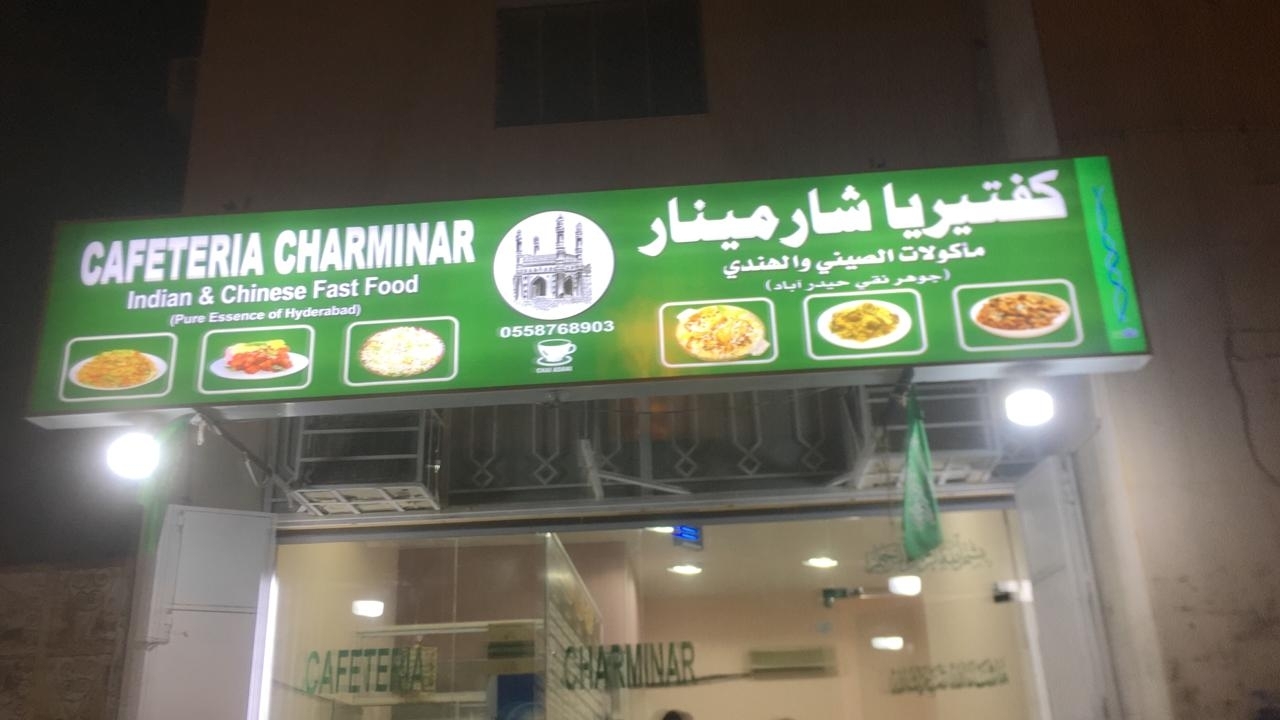 CAFETERIA CHARMINAR
Indian & Chinese Fast Food
(Pure Essence of Hyderabad)
0558768903
كفتيريا شارمينار
مأكولات الصيني والهندي
(جوهر نقي حيدر آباد)
CAFETERIA CHARMINAR